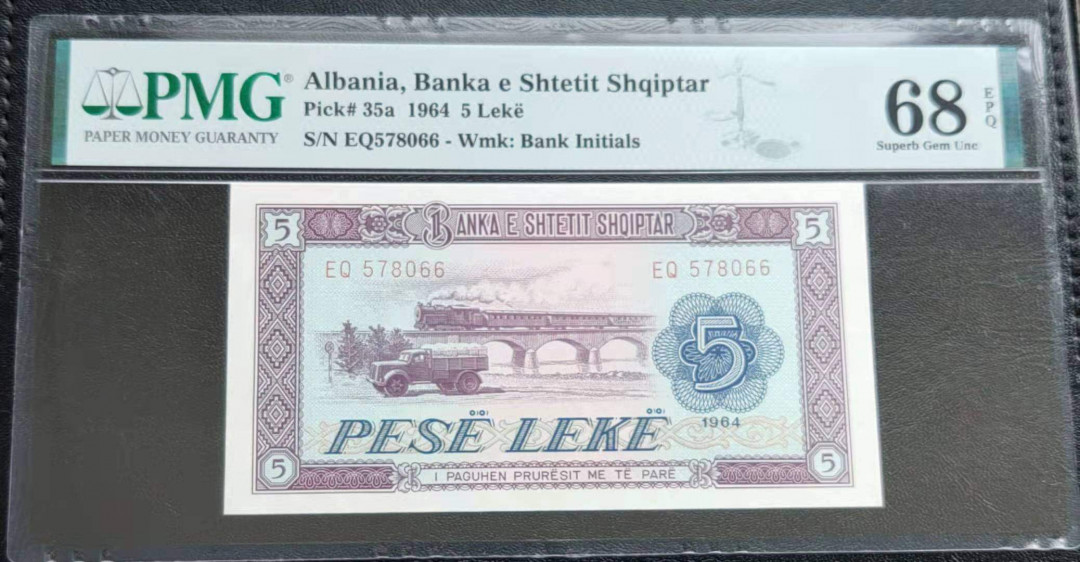 PMG®
PAPER MONEY GUARANTY
Albania, Banka e Shtetit Shqiptar
Pick# 35a 1964 5 Lekë
S/N EQ578066 - Wmk: Bank Initials
68
EPQ
Superb Gem Unc
5 BANKA E SHTETIT SHQIPTAR 5
EQ 578066 EQ 578066
5
1964
PESË LEKË
5 I PAGUHEN PRURËSIT ME TË PARË 5